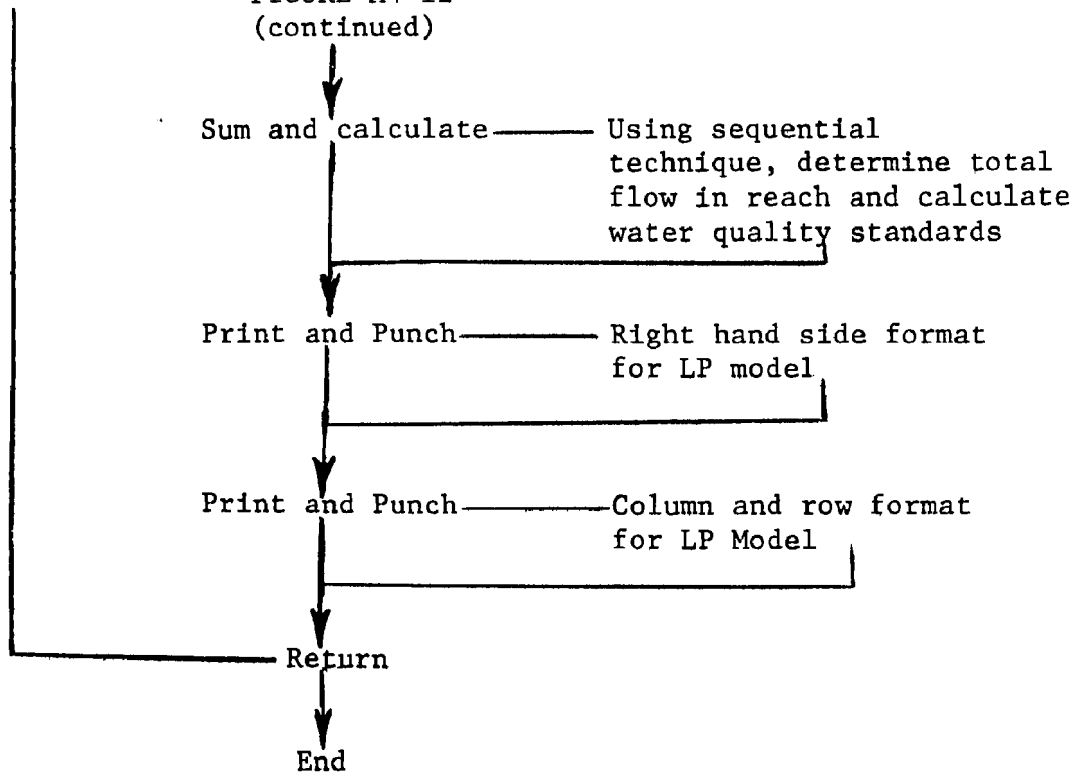 (continued)
Sum and calculate
Using sequential
technique, determine total
flow in reach and calculate
water quality standards
Print and Punch
Right hand side format
for LP model
Print and Punch
Column and row format
for LP Model
Return
End